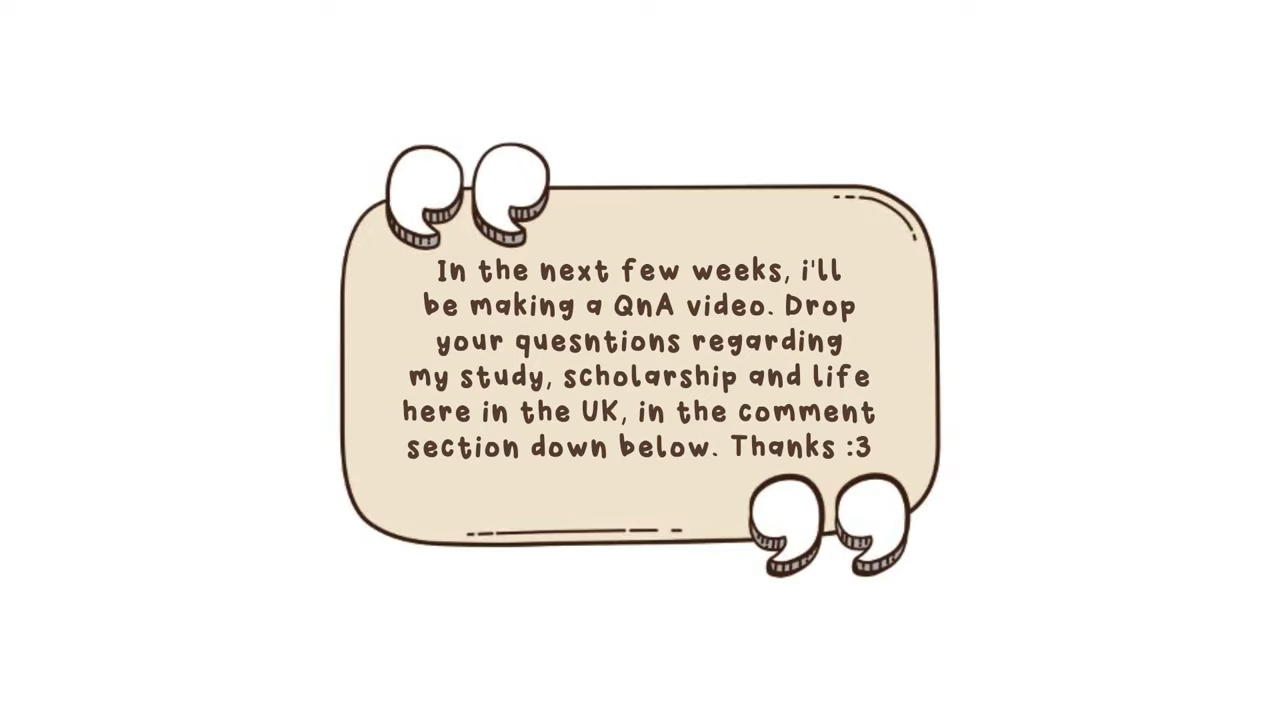 In the next few weeks, i'll
be making a QnA video. Drop
your quesntions regarding
my study, scholarship and life
here in the UK, in the comment
section down below. Thanks :3